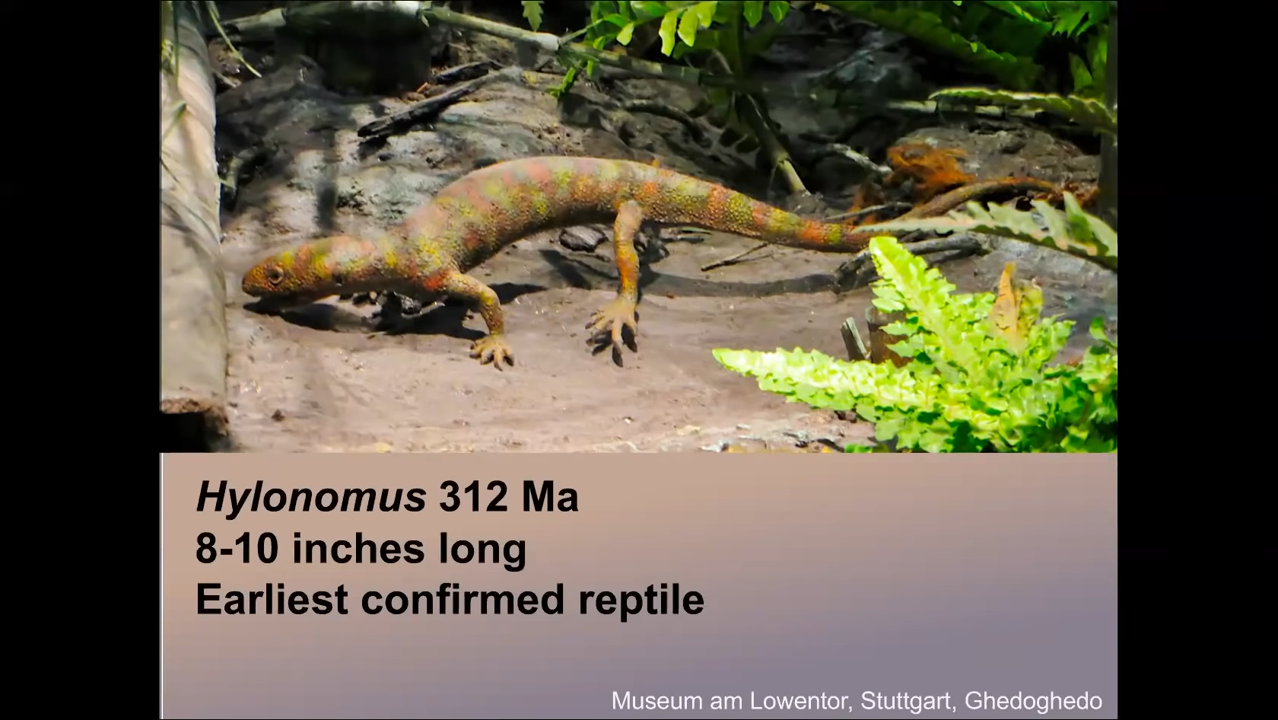 Hylonomus 312 Ma
8-10 inches long
Earliest confirmed reptile
Museum am Lowentor, Stuttgart, Ghedoghedo